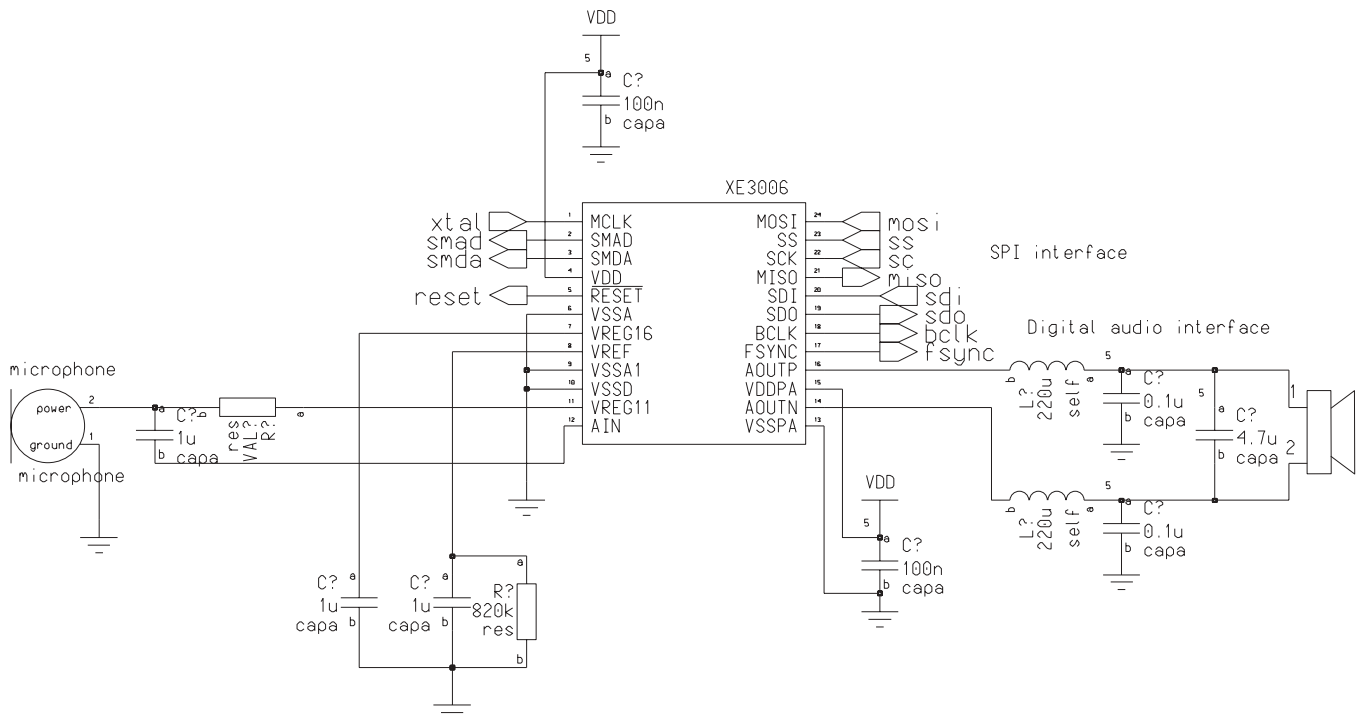 VDD
5
a
C?
100n
b
capa
XE3006
xtal
1
MCLK
MOSI
24
mosi
smad
2
SMAD
SS
23
ss
smda
3
SMDA
SCK
22
sc
SPI interface
4
VDD
MISO
21
miso
reset
5
RESET
SDI
20
sdi
6
VSSA
SDO
19
sdo
7
VREG16
BCLK
18
bclk
Digital audio interface
8
VREF
FSYNC
17
fsync
9
VSSA1
AOUTP
16
10
VSSD
VDDPA
15
11
VREG11
AOUTN
14
12
AIN
VSSPA
13
microphone
power
2
ground
1
microphone
a
C?
1u
b
capa
b
res
VAL?
R?
a
b
L?
220u
self
a
5
a
C?
0.1u
b
capa
5
a
C?
4.7u
b
capa
1
2
b
L?
220u
self
a
5
a
C?
0.1u
b
capa
VDD
5
a
C?
100n
b
capa
C?
a
1u
b
capa
C?
a
1u
b
capa
a
R?
820k
res
b